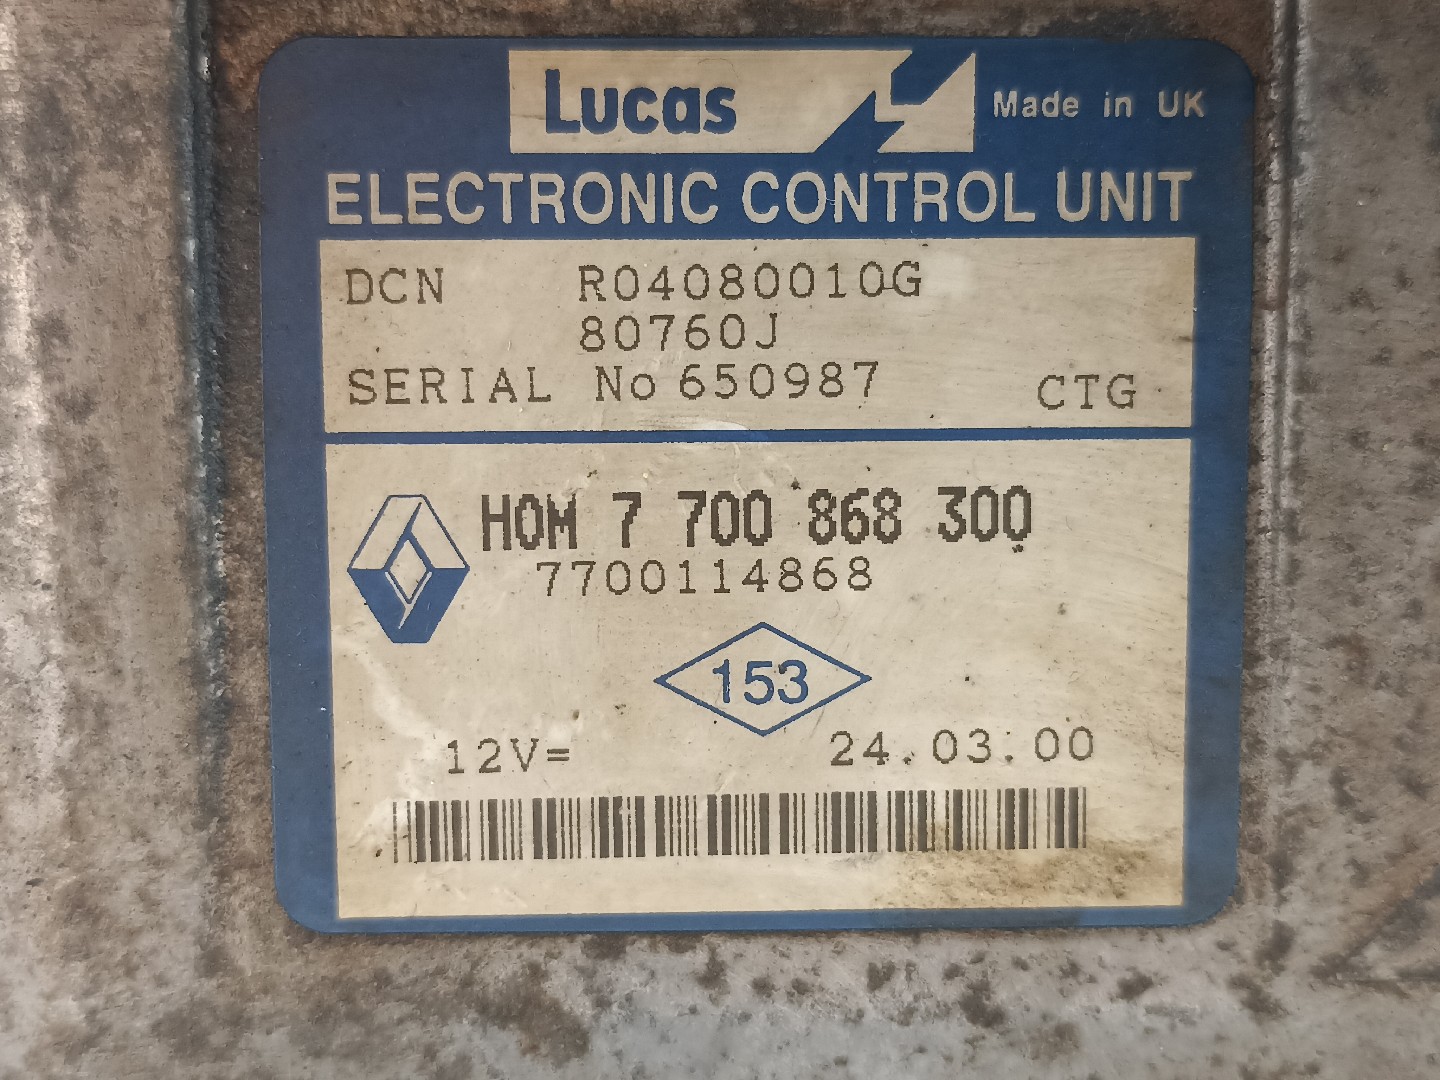 Lucas
Made in UK
ELECTRONIC CONTROL UNIT
DCN R04080010G
80760J
SERIAL No 650987 CTG
HOM 7 700 868 300
7700114868
153
12V= 24.03.00